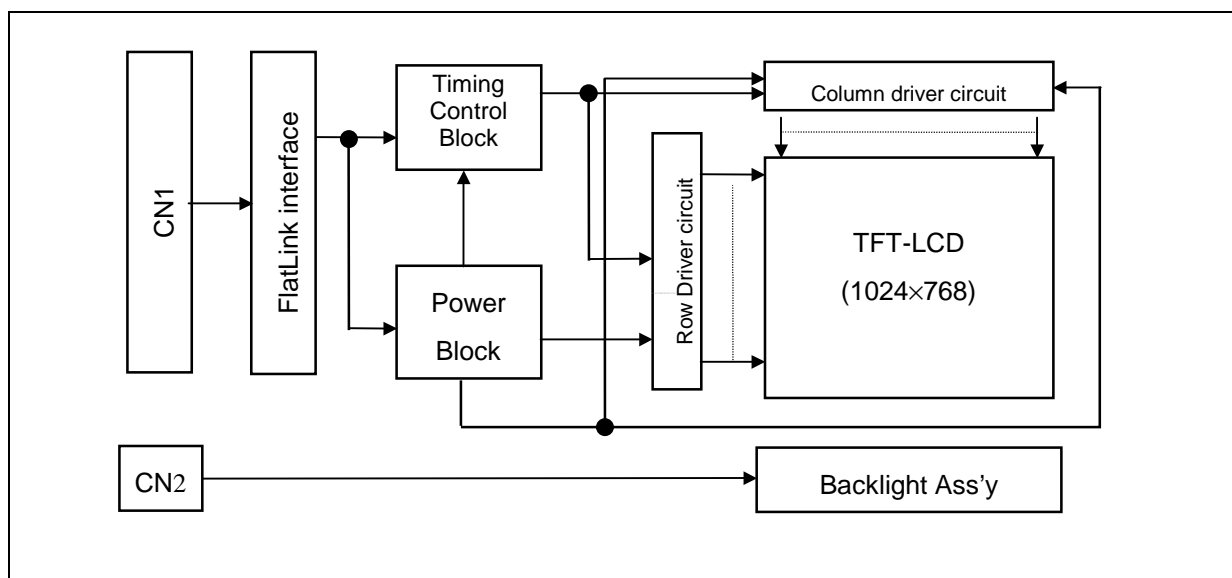 CN1
FlatLink interface
Timing
Control
Block
Power
Block
Row Driver circuit
Column driver circuit
TFT-LCD
(1024×768)
CN2
Backlight Ass’y